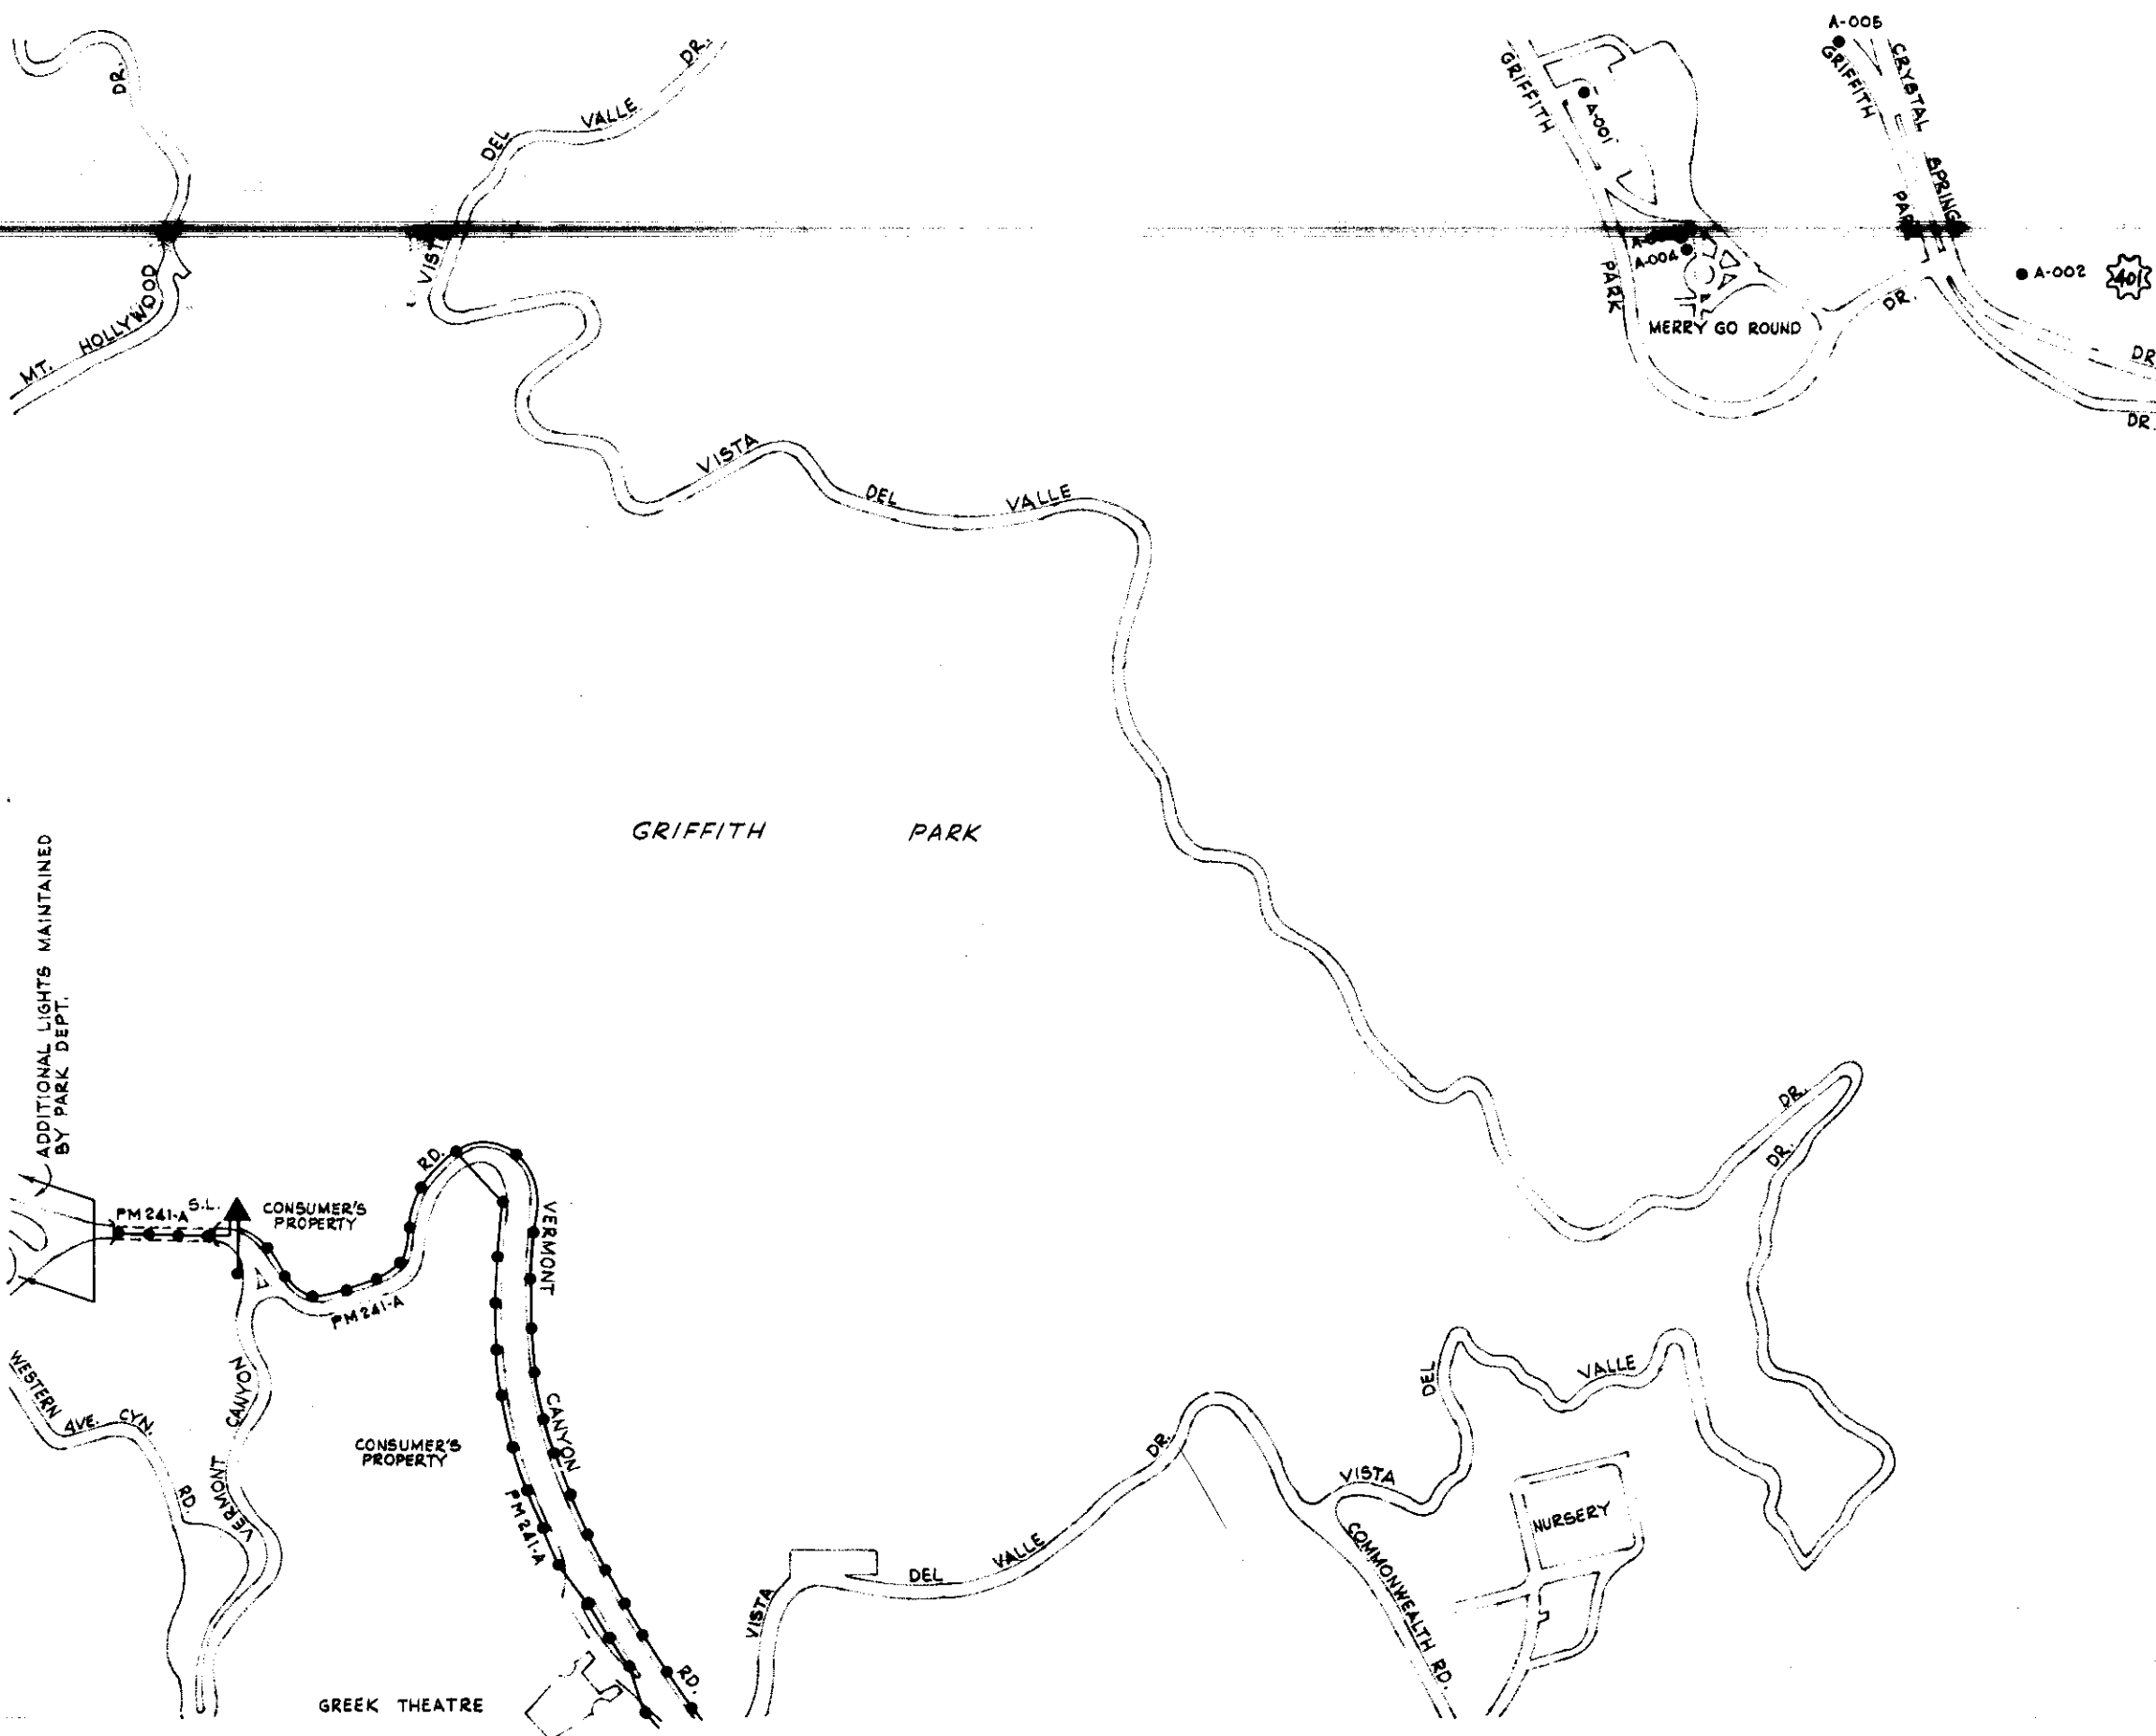 A-005
DR.
DR.
VALLE
DEL
GRIFFITH
A-001
GRIFFITH
CRYSTAL
SPRING
VISTA
MT. HOLLYWOOD
PARK
A-004
MERRY GO ROUND
DR.
A-002
401
DR.
DR.
VISTA
DEL
VALLE
GRIFFITH PARK
ADDITIONAL LIGHTS MAINTAINED
BY PARK DEPT.
DR.
DR.
RD.
PM 241-A
S.L.
CONSUMER'S
PROPERTY
VERMONT
PM 241-A
WESTERN
AVE. CYN.
RD.
CANYON
VERMONT
CANYON
CONSUMER'S
PROPERTY
PM 241-A
RD.
GREEK THEATRE
VISTA
DEL
VALLE
DR.
VISTA
DEL
VALLE
COMMONWEALTH RD.
NURSERY